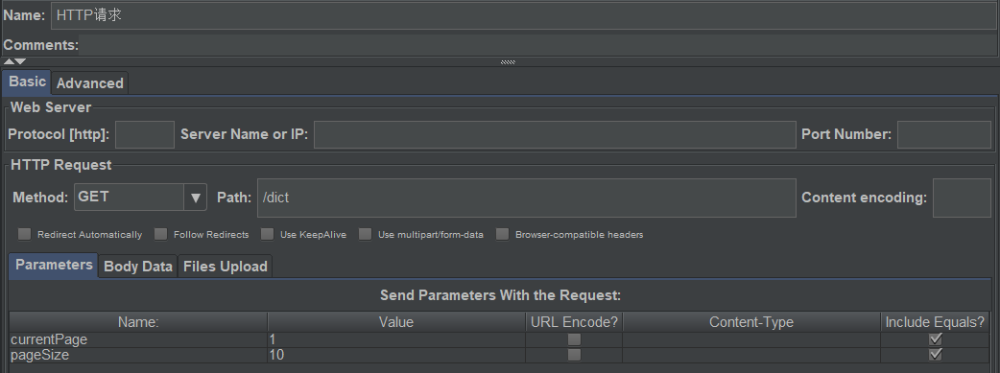 Name: HTTP请求
Comments:
Basic Advanced
Web Server
Protocol [http]: Server Name or IP: Port Number:
HTTP Request
Method: GET Path: /dict Content encoding:
Redirect Automatically Follow Redirects Use KeepAlive Use multipart/form-data Browser-compatible headers
Parameters Body Data Files Upload
Send Parameters With the Request:
Name: Value URL Encode? Content-Type Include Equals?
currentPage 1
pageSize 10